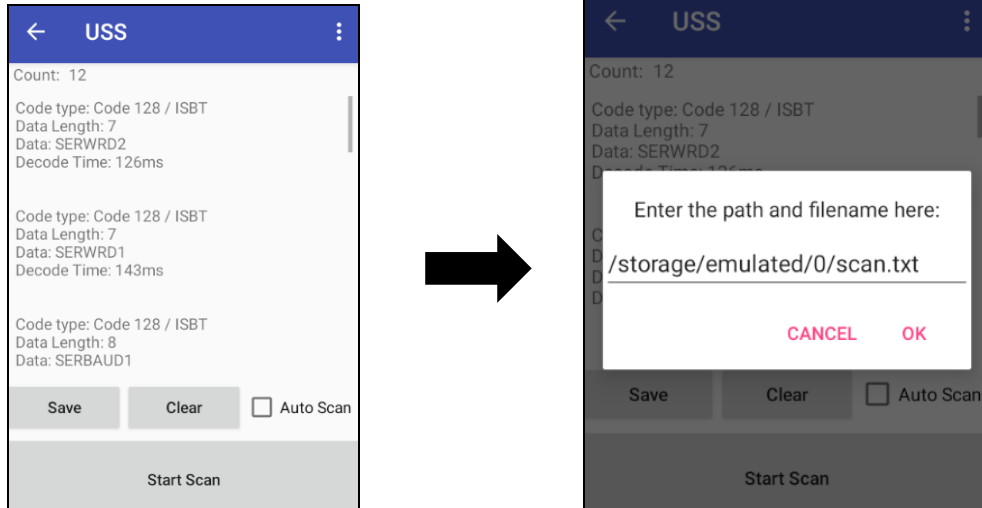 USS
Count: 12
Code type: Code 128 / ISBT
Data Length: 7
Data: SERWRD2
Decode Time: 126ms
Code type: Code 128 / ISBT
Data Length: 7
Data: SERWRD1
Decode Time: 143ms
Code type: Code 128 / ISBT
Data Length: 8
Data: SERBAUD1
Save Clear Auto Scan
Start Scan
USS
Count: 12
Code type: Code 128 / ISBT
Data Length: 7
Data: SERWRD2
Enter the path and filename here:
/storage/emulated/0/scan.txt
CANCEL OK
Save Clear Auto Scan
Start Scan